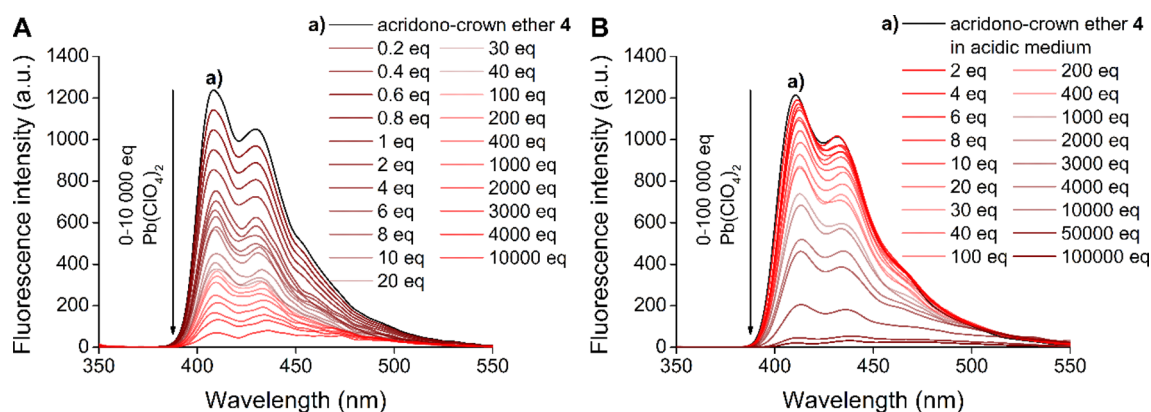 A
a) acridono-crown ether 4
0.2 eq 30 eq
0.4 eq 40 eq
0.6 eq 100 eq
0.8 eq 200 eq
1 eq 400 eq
2 eq 1000 eq
4 eq 2000 eq
6 eq 3000 eq
8 eq 4000 eq
10 eq 10000 eq
20 eq
a)
0-10 000 eq
Pb(ClO4)2
Fluorescence intensity (a.u.)
1400
1200
1000
800
600
400
200
0
350 400 450 500 550
Wavelength (nm)
B
a) acridono-crown ether 4
in acidic medium
2 eq 200 eq
4 eq 400 eq
6 eq 1000 eq
8 eq 2000 eq
10 eq 3000 eq
20 eq 4000 eq
30 eq 10000 eq
40 eq 50000 eq
100 eq 100000 eq
a)
0-100 000 eq
Pb(ClO4)2
Fluorescence intensity (a.u.)
1400
1200
1000
800
600
400
200
0
350 400 450 500 550
Wavelength (nm)